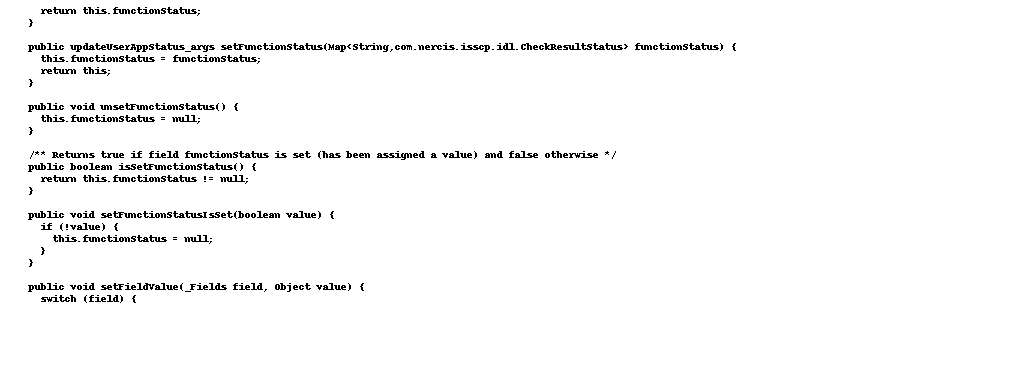 return this.functionStatus;
}
public updateUserAppStatus_args setFunctionStatus(Map<String,com.nercis.isscp.idl.CheckResultStatus> functionStatus) {
this.functionStatus = functionStatus;
return this;
}
public void unsetFunctionStatus() {
this.functionStatus = null;
}
/** Returns true if field functionStatus is set (has been assigned a value) and false otherwise */
public boolean isSetFunctionStatus() {
return this.functionStatus != null;
}
public void setFunctionStatusIsSet(boolean value) {
if (!value) {
this.functionStatus = null;
}
}
public void setFieldValue(_Fields field, Object value) {
switch (field) {